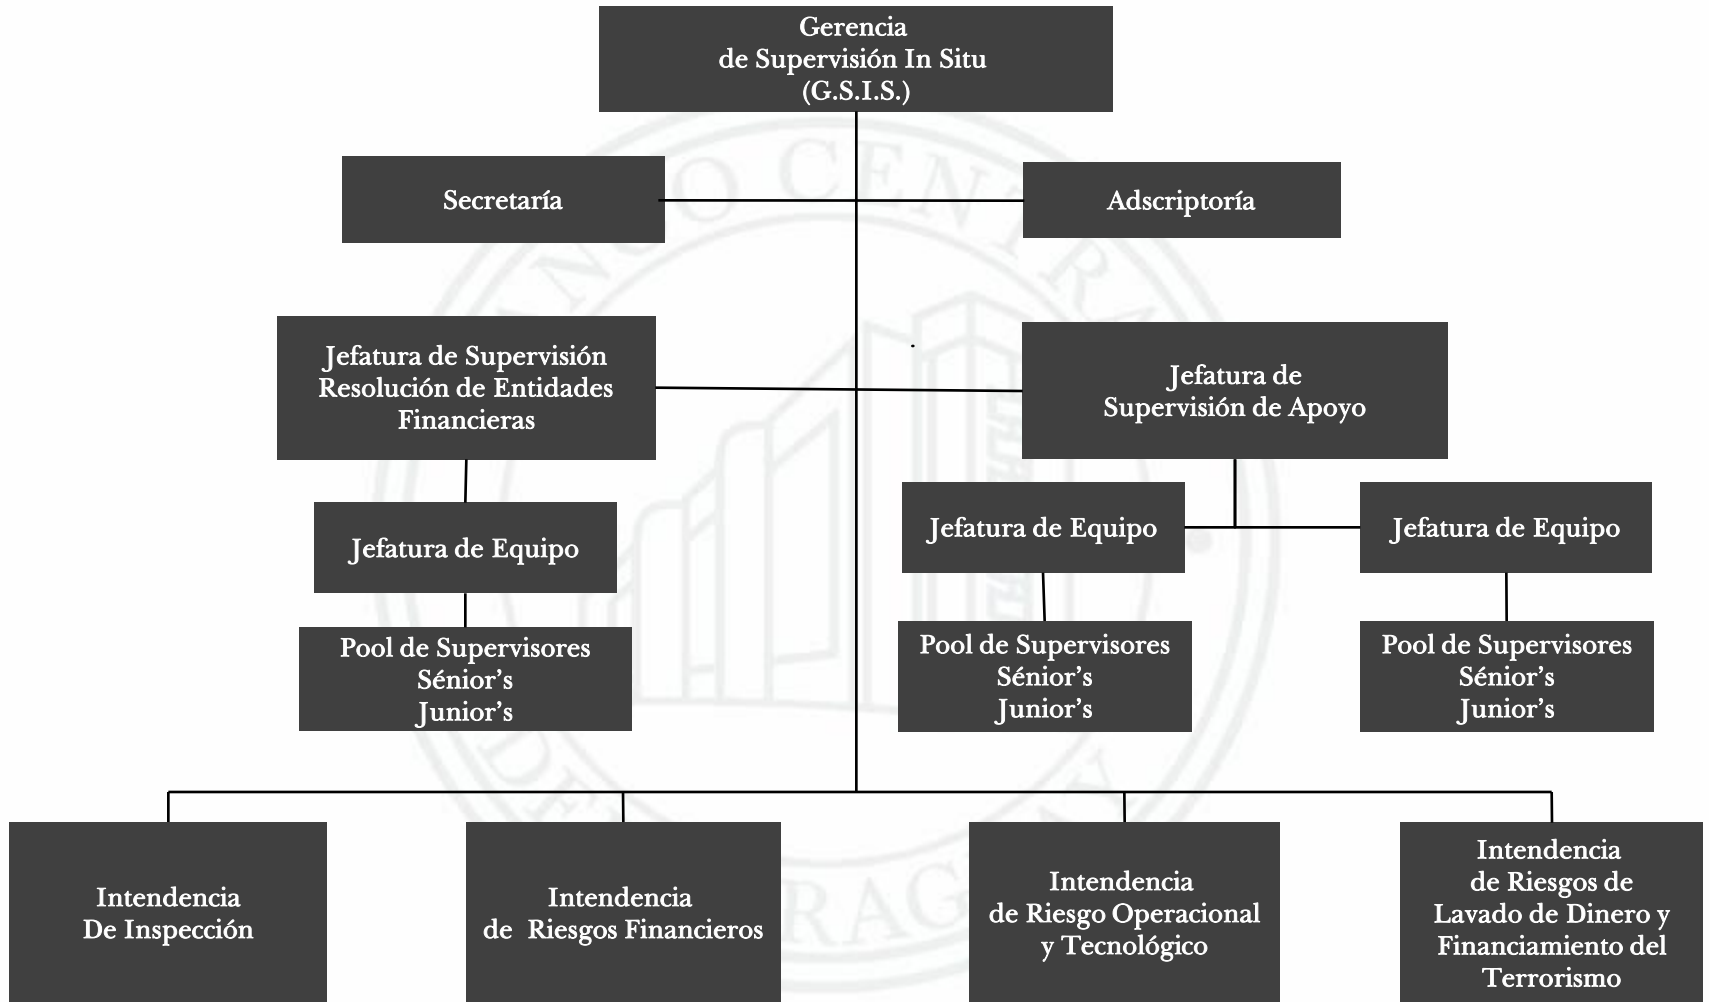 Gerencia
de Supervisión In Situ
(G.S.I.S.)
Secretaría
Adscriptoría
Jefatura de Supervisión
Resolución de Entidades
Financieras
Jefatura de
Supervisión de Apoyo
Jefatura de Equipo
Jefatura de Equipo
Jefatura de Equipo
Pool de Supervisores
Sénior's
Junior's
Pool de Supervisores
Sénior's
Junior's
Pool de Supervisores
Sénior's
Junior's
Intendencia
De Inspección
Intendencia
de Riesgos Financieros
Intendencia
de Riesgo Operacional
y Tecnológico
Intendencia
de Riesgos de
Lavado de Dinero y
Financiamiento del
Terrorismo